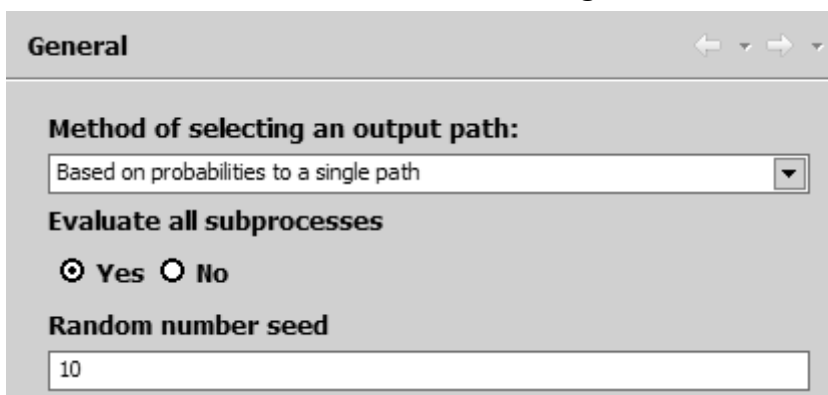 General
Method of selecting an output path:
Based on probabilities to a single path
Evaluate all subprocesses
Yes No
Random number seed
10